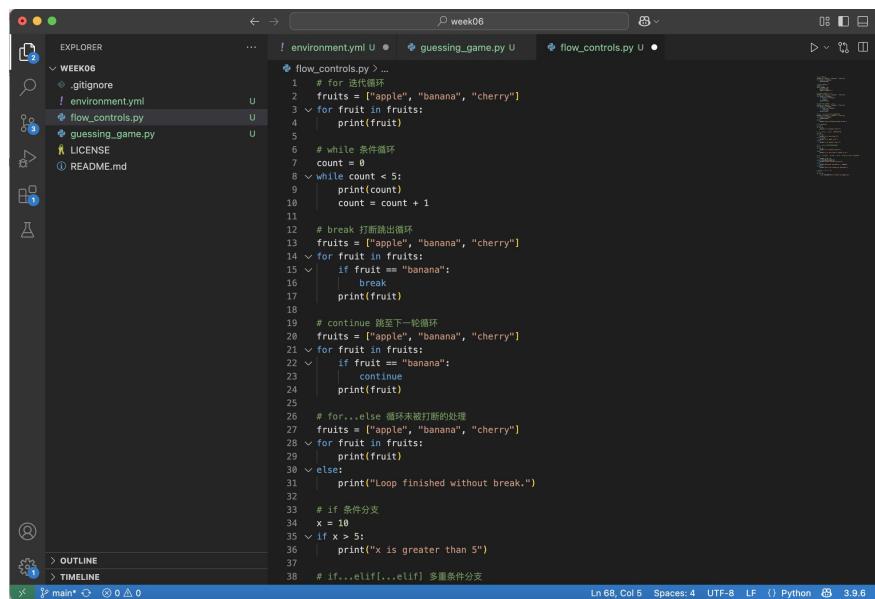 week06
EXPLORER
environment.yml U
guessing_game.py U
flow_controls.py U
WEEK06
.gitignore
environment.yml U
flow_controls.py U
guessing_game.py U
LICENSE
README.md
flow_controls.py > ...
1 # for 迭代循环
2 fruits = ["apple", "banana", "cherry"]
3 for fruit in fruits:
4     print(fruit)
5
6 # while 条件循环
7 count = 0
8 while count < 5:
9     print(count)
10     count = count + 1
11
12 # break 打断跳出循环
13 fruits = ["apple", "banana", "cherry"]
14 for fruit in fruits:
15     if fruit == "banana":
16         break
17     print(fruit)
18
19 # continue 跳至下一轮循环
20 fruits = ["apple", "banana", "cherry"]
21 for fruit in fruits:
22     if fruit == "banana":
23         continue
24     print(fruit)
25
26 # for...else 循环未被打断的处理
27 fruits = ["apple", "banana", "cherry"]
28 for fruit in fruits:
29     print(fruit)
30 else:
31     print("Loop finished without break.")
32
33 # if 条件分支
34 x = 10
35 if x > 5:
36     print("x is greater than 5")
37
38 # if...elif[...elif] 多重条件分支
2
3
1
1
OUTLINE
TIMELINE
main* 0 0 Ln 68, Col 5 Spaces: 4 UTF-8 LF {} Python 3.9.6